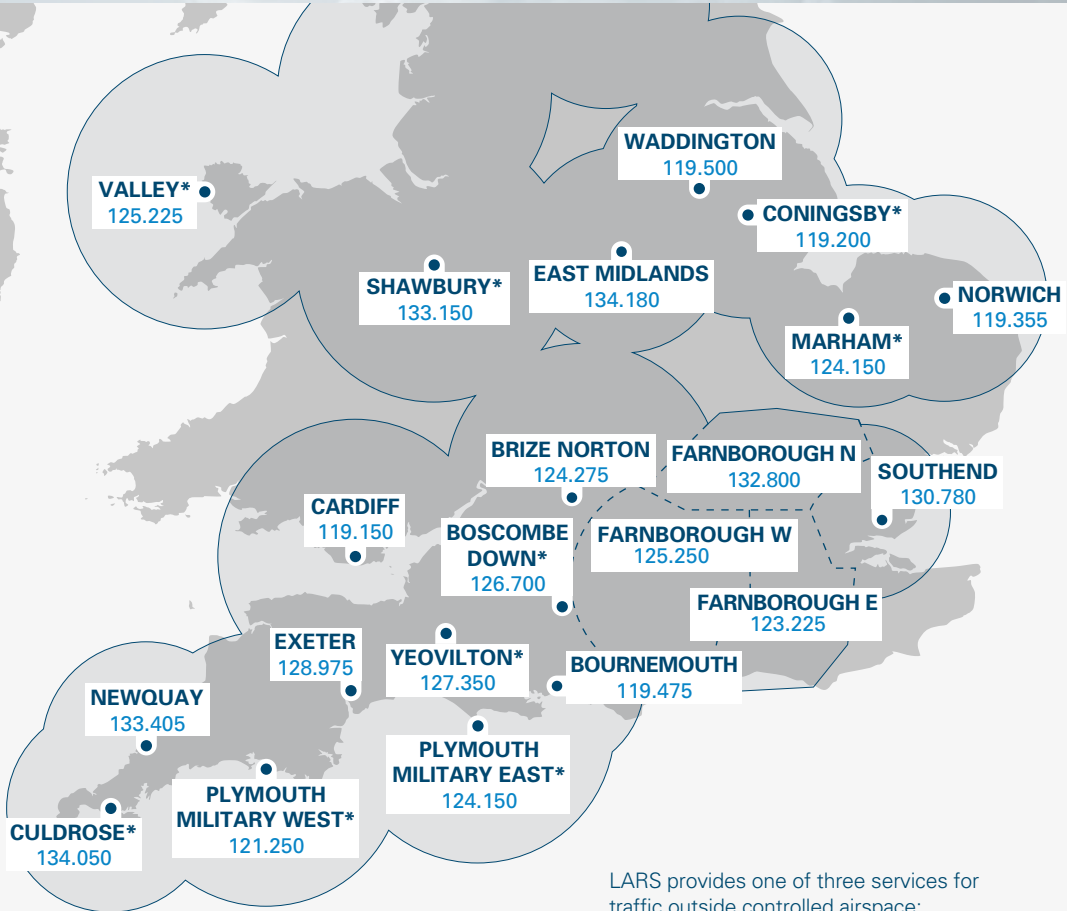 WADDINGTON
119.500
VALLEY*
125.225
CONINGSBY*
119.200
SHAWBURY*
133.150
EAST MIDLANDS
134.180
NORWICH
119.355
MARHAM*
124.150
BRIZE NORTON
124.275
FARNBOROUGH N
132.800
SOUTHEND
130.780
CARDIFF
119.150
BOSCOMBE
DOWN*
126.700
FARNBOROUGH W
125.250
FARNBOROUGH E
123.225
EXETER
128.975
YEOVILTON*
127.350
BOURNEMOUTH
119.475
NEWQUAY
133.405
PLYMOUTH
MILITARY EAST*
124.150
PLYMOUTH
MILITARY WEST*
121.250
CULDROSE*
134.050
LARS provides one of three services for
traffic outside controlled airspace: